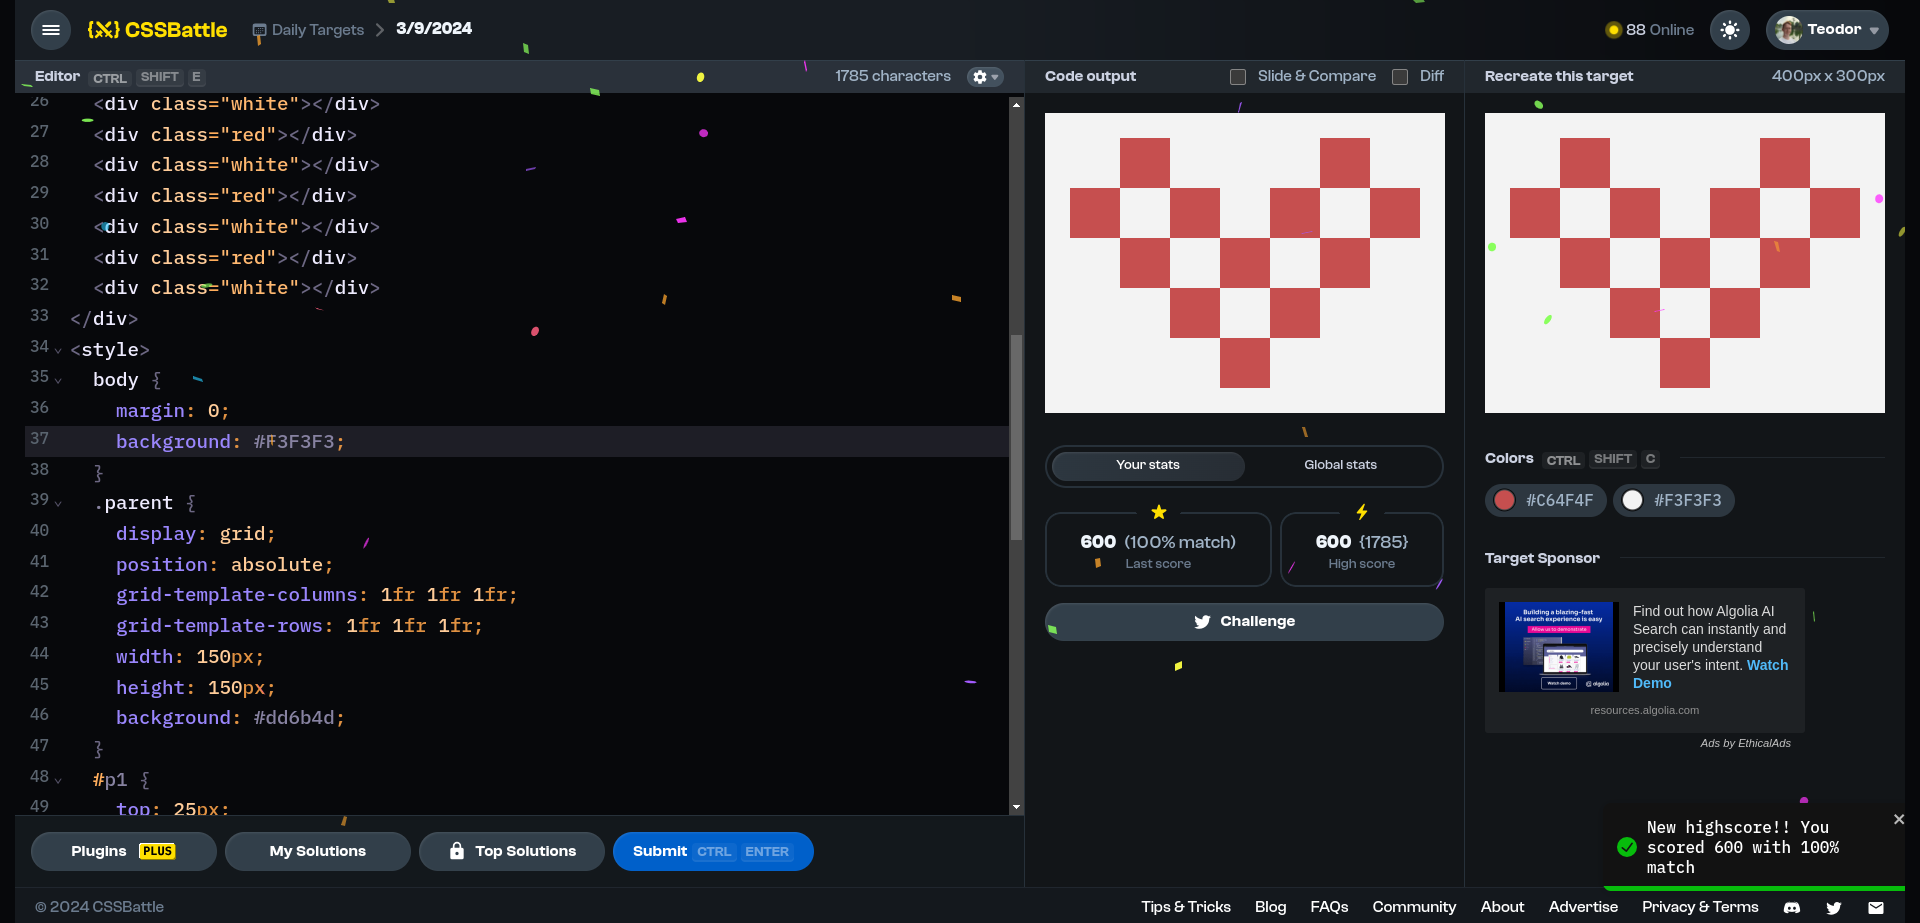 CSSBattle
Daily Targets
3/9/2024
88 Online
Teodor
Editor CTRL SHIFT E
1785 characters
26 <div class="white"></div>
27 <div class="red"></div>
28 <div class="white"></div>
29 <div class="red"></div>
30 <div class="white"></div>
31 <div class="red"></div>
32 <div class="white"></div>
33 </div>
34 <style>
35 body {
36 margin: 0;
37 background: #F3F3F3;
38 }
39 .parent {
40 display: grid;
41 position: absolute;
42 grid-template-columns: 1fr 1fr 1fr;
43 grid-template-rows: 1fr 1fr 1fr;
44 width: 150px;
45 height: 150px;
46 background: #dd6b4d;
47 }
48 #p1 {
49 top: 25px;
Plugins PLUS
My Solutions
Top Solutions
Submit CTRL ENTER
Code output
Slide & Compare
Diff
Your stats
Global stats
600 (100% match)
Last score
600 {1785}
High score
Challenge
Recreate this target
400px x 300px
Colors CTRL SHIFT C
#C64F4F
#F3F3F3
Target Sponsor
Building a blazing-fast
AI search experience is easy
Allow us to demonstrate
Watch demo
algolia
Find out how Algolia AI
Search can instantly and
precisely understand
your user's intent. Watch
Demo
resources.algolia.com
Ads by EthicalAds
New highscore!! You
scored 600 with 100%
match
© 2024 CSSBattle
Tips & Tricks
Blog
FAQs
Community
About
Advertise
Privacy & Terms